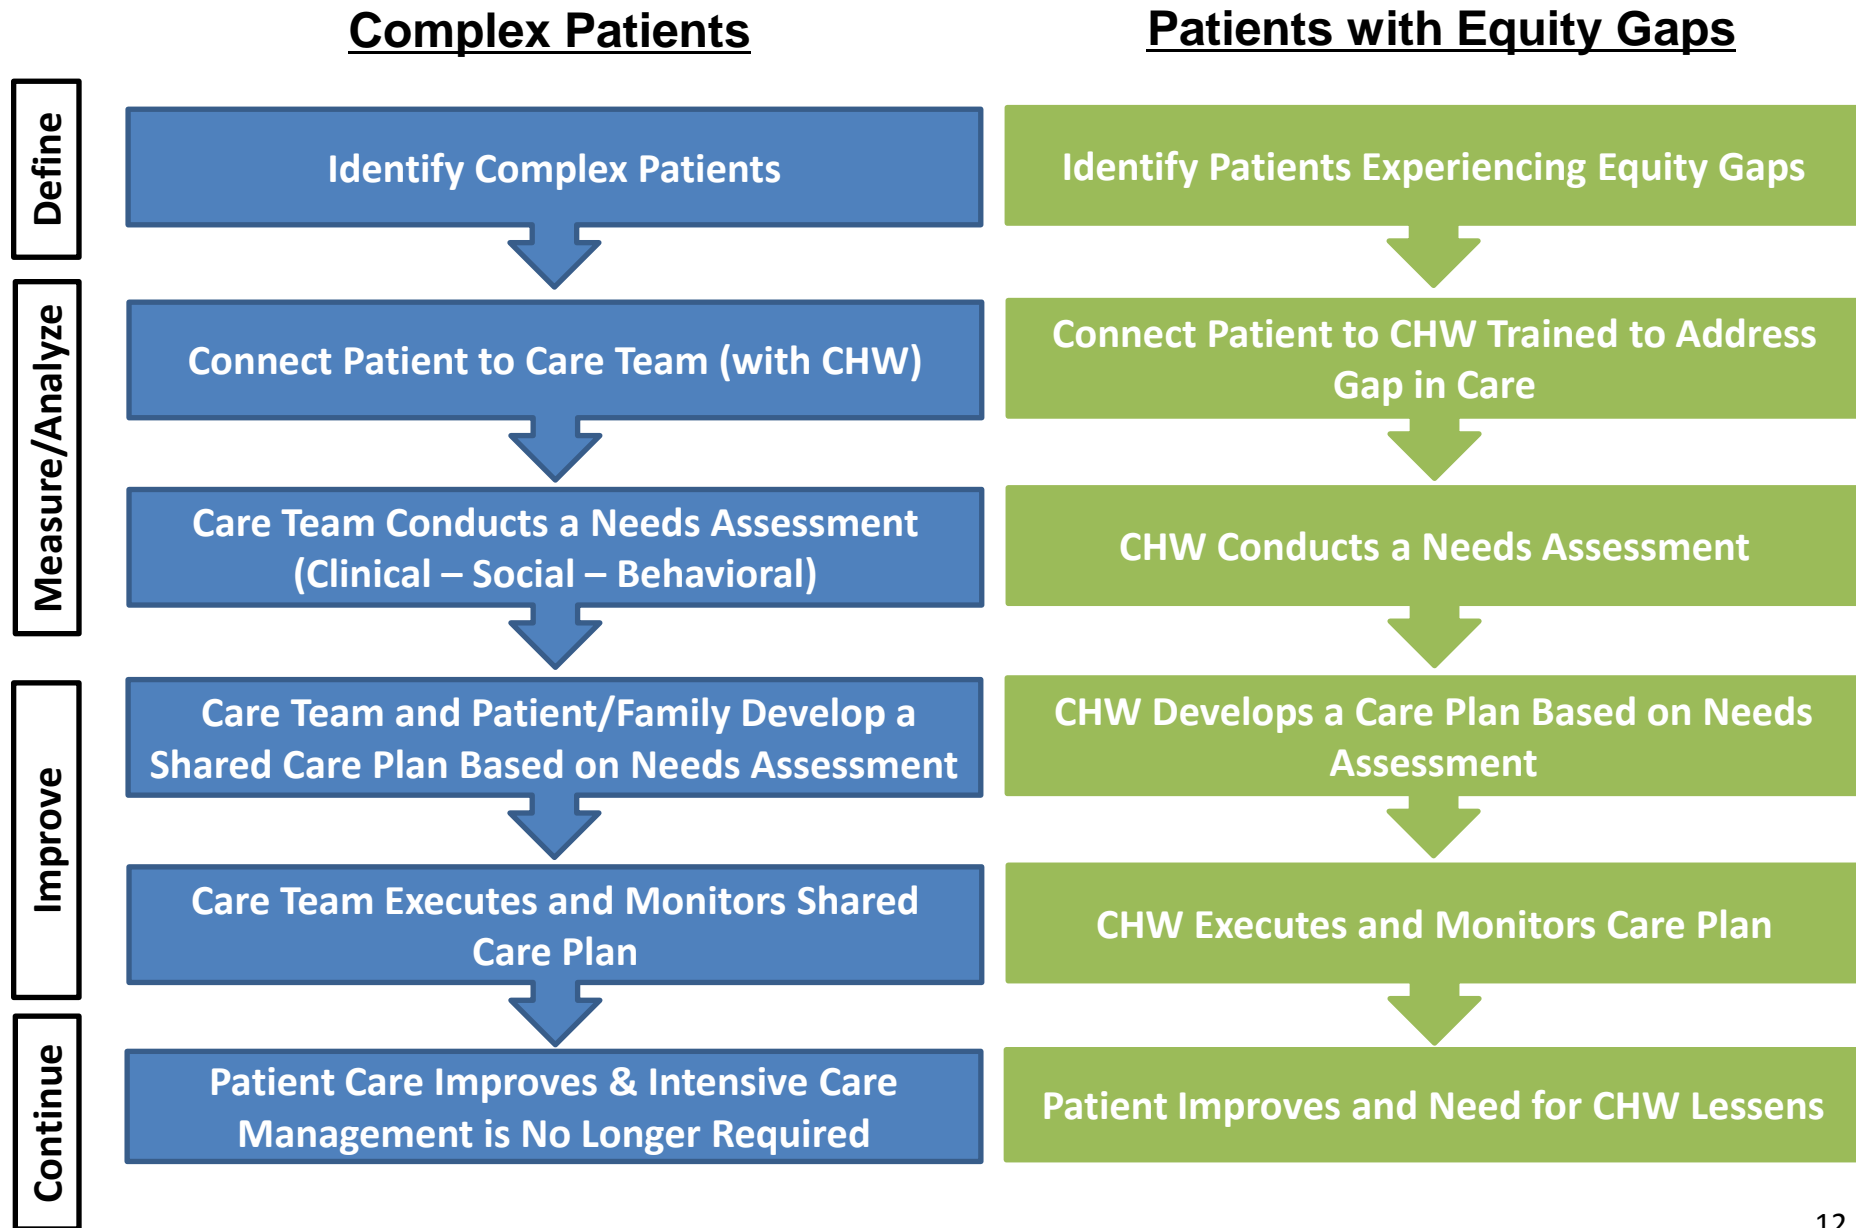 Complex Patients
Patients with Equity Gaps
Define
Identify Complex Patients
Identify Patients Experiencing Equity Gaps
Measure/Analyze
Connect Patient to Care Team (with CHW)
Connect Patient to CHW Trained to Address
Gap in Care
Care Team Conducts a Needs Assessment
(Clinical – Social – Behavioral)
CHW Conducts a Needs Assessment
Improve
Care Team and Patient/Family Develop a
Shared Care Plan Based on Needs Assessment
CHW Develops a Care Plan Based on Needs
Assessment
Care Team Executes and Monitors Shared
Care Plan
CHW Executes and Monitors Care Plan
Continue
Patient Care Improves & Intensive Care
Management is No Longer Required
Patient Improves and Need for CHW Lessens
12